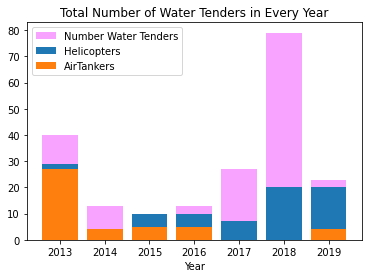 Total Number of Water Tenders in Every Year
Number Water Tenders
Helicopters
AirTankers
80
70
60
50
40
30
20
10
0
2013 2014 2015 2016 2017 2018 2019
Year